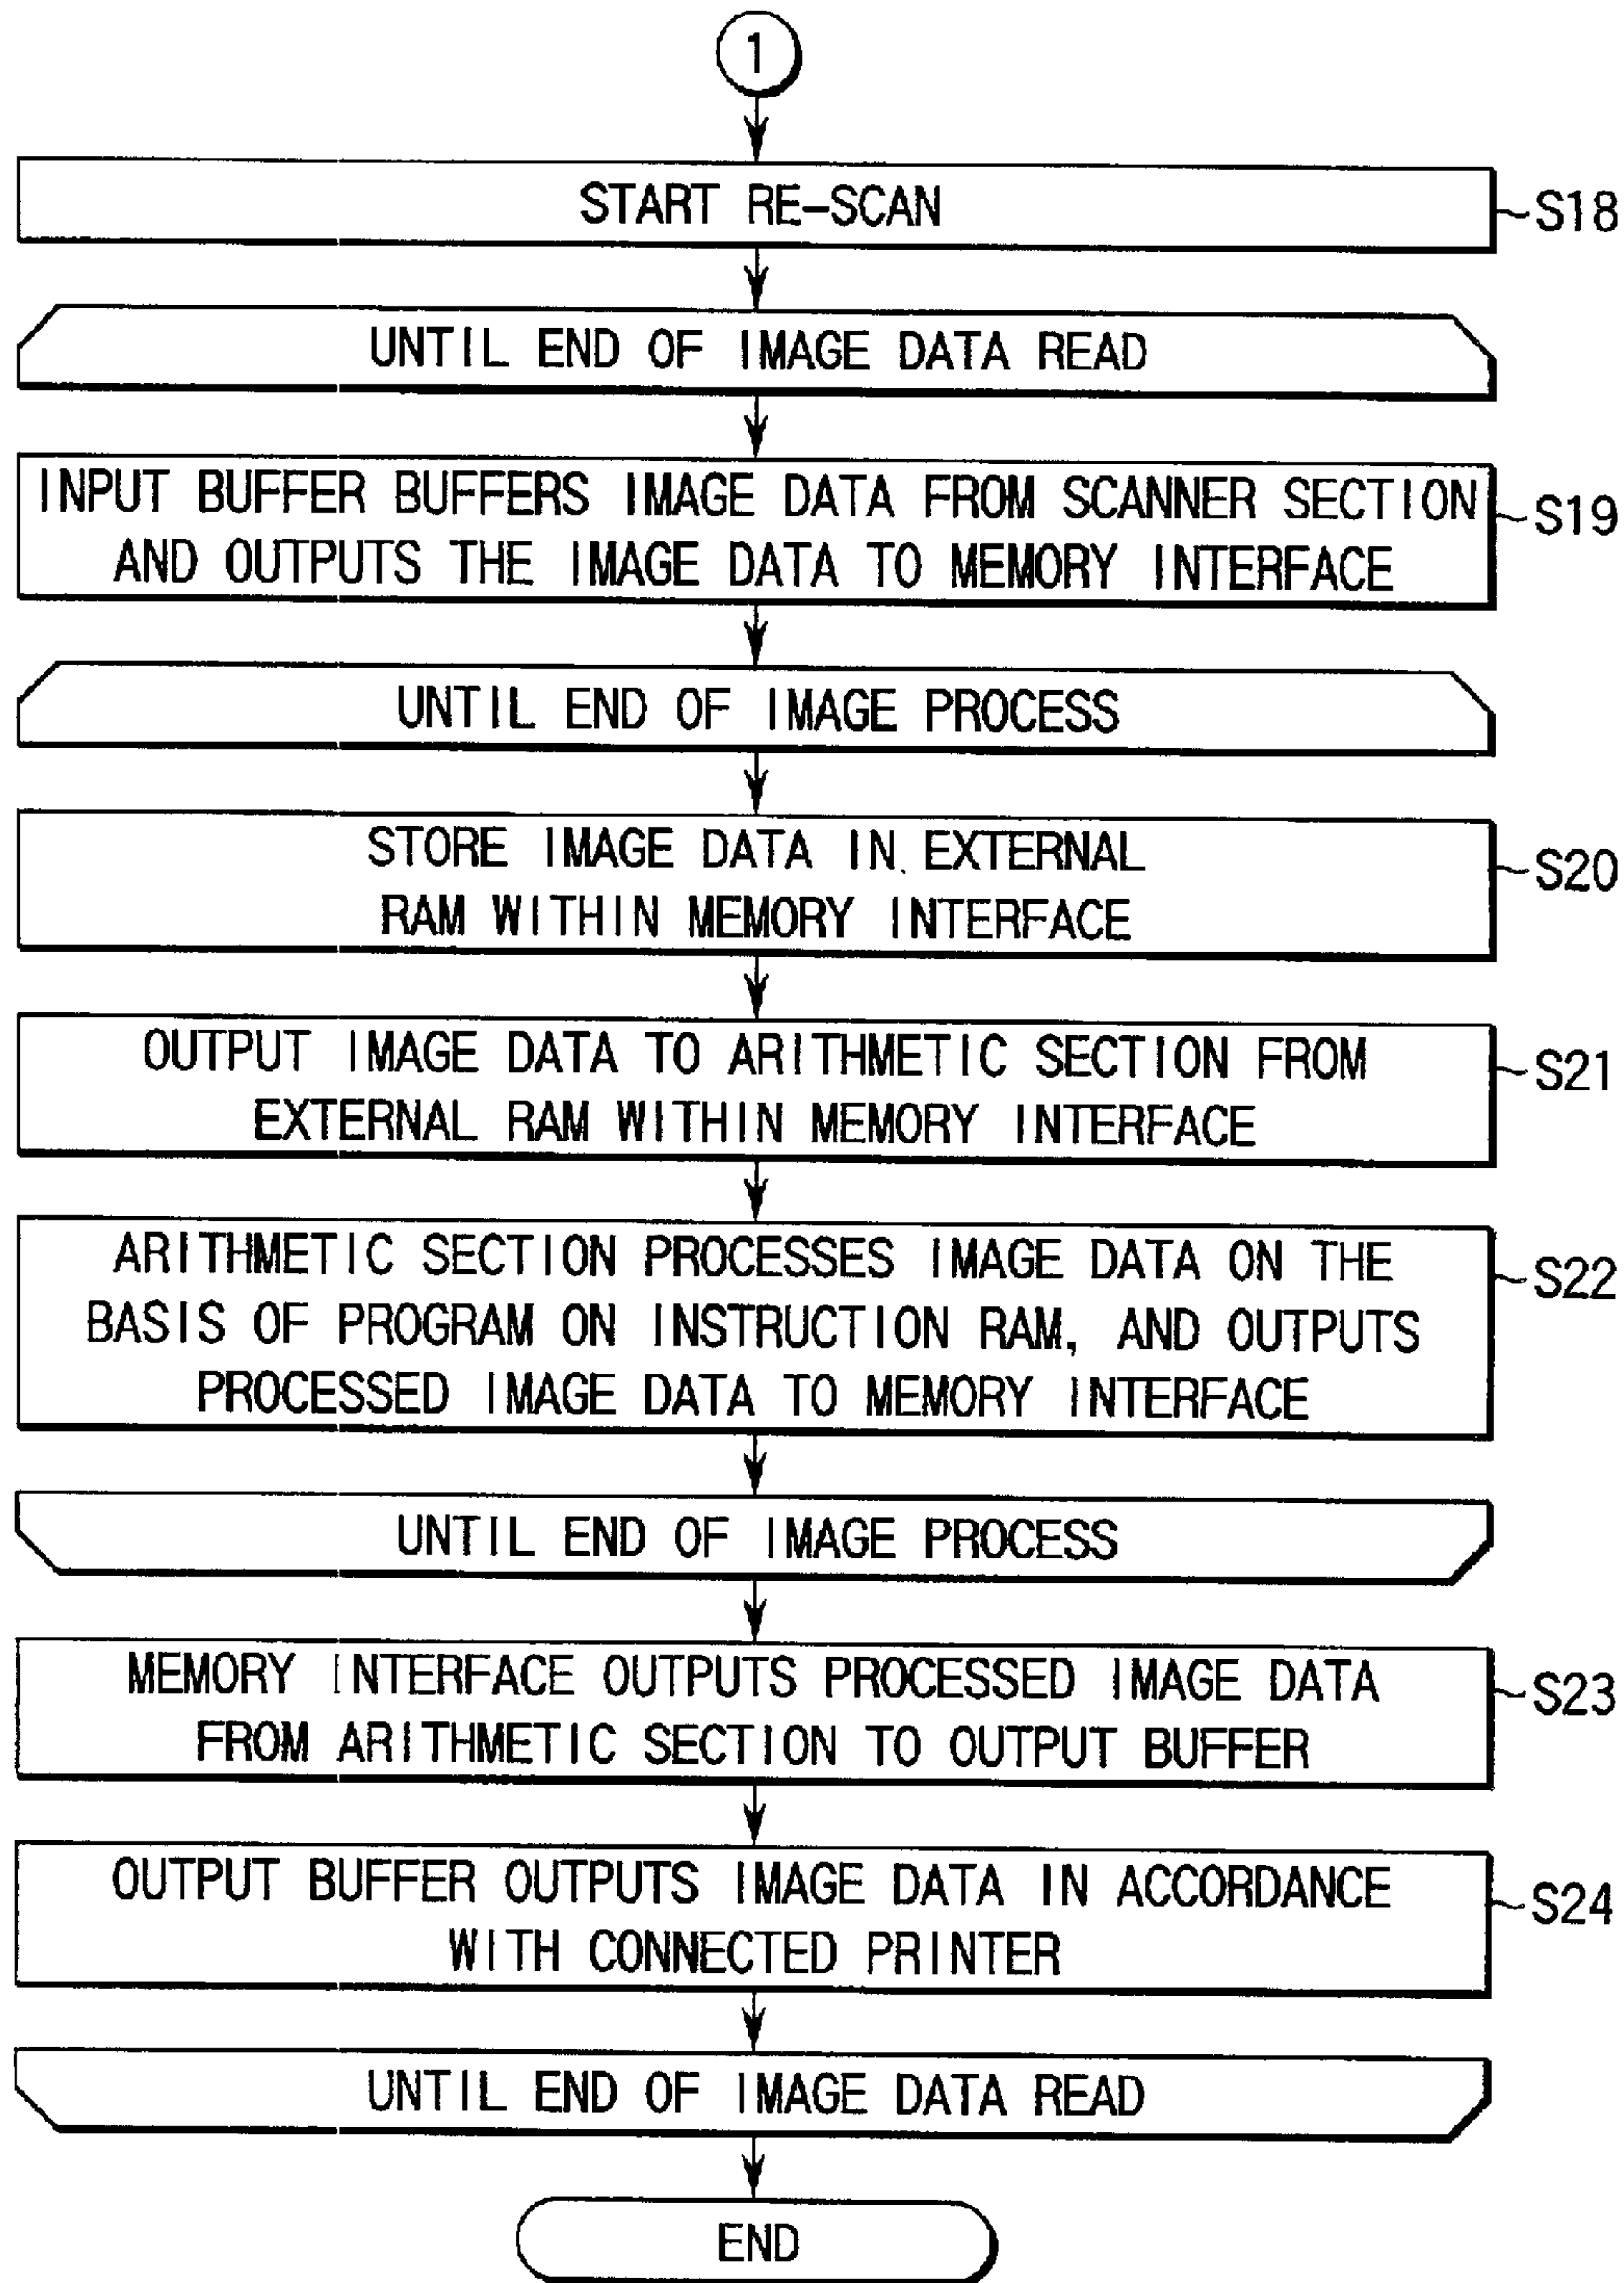 1
START RE-SCAN
S18
UNTIL END OF IMAGE DATA READ
INPUT BUFFER BUFFERS IMAGE DATA FROM SCANNER SECTION
AND OUTPUTS THE IMAGE DATA TO MEMORY INTERFACE
S19
UNTIL END OF IMAGE PROCESS
STORE IMAGE DATA IN EXTERNAL
RAM WITHIN MEMORY INTERFACE
S20
OUTPUT IMAGE DATA TO ARITHMETIC SECTION FROM
EXTERNAL RAM WITHIN MEMORY INTERFACE
S21
ARITHMETIC SECTION PROCESSES IMAGE DATA ON THE
BASIS OF PROGRAM ON INSTRUCTION RAM, AND OUTPUTS
PROCESSED IMAGE DATA TO MEMORY INTERFACE
S22
UNTIL END OF IMAGE PROCESS
MEMORY INTERFACE OUTPUTS PROCESSED IMAGE DATA
FROM ARITHMETIC SECTION TO OUTPUT BUFFER
S23
OUTPUT BUFFER OUTPUTS IMAGE DATA IN ACCORDANCE
WITH CONNECTED PRINTER
S24
UNTIL END OF IMAGE DATA READ
END